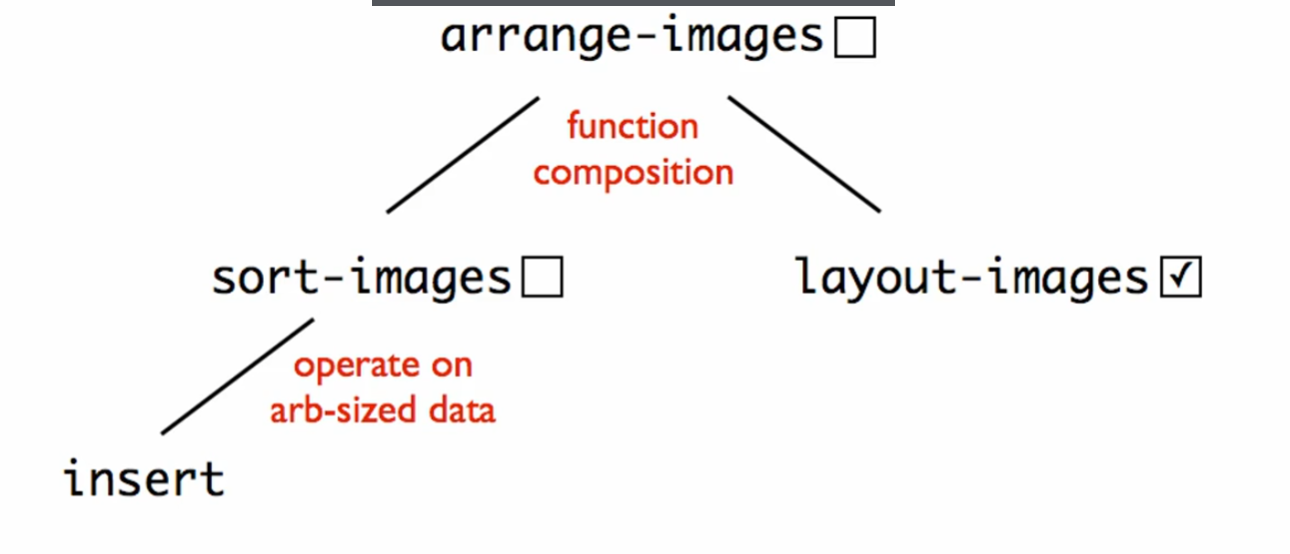 arrange-images
function
composition
sort-images
layout-images ✓
operate on
arb-sized data
insert